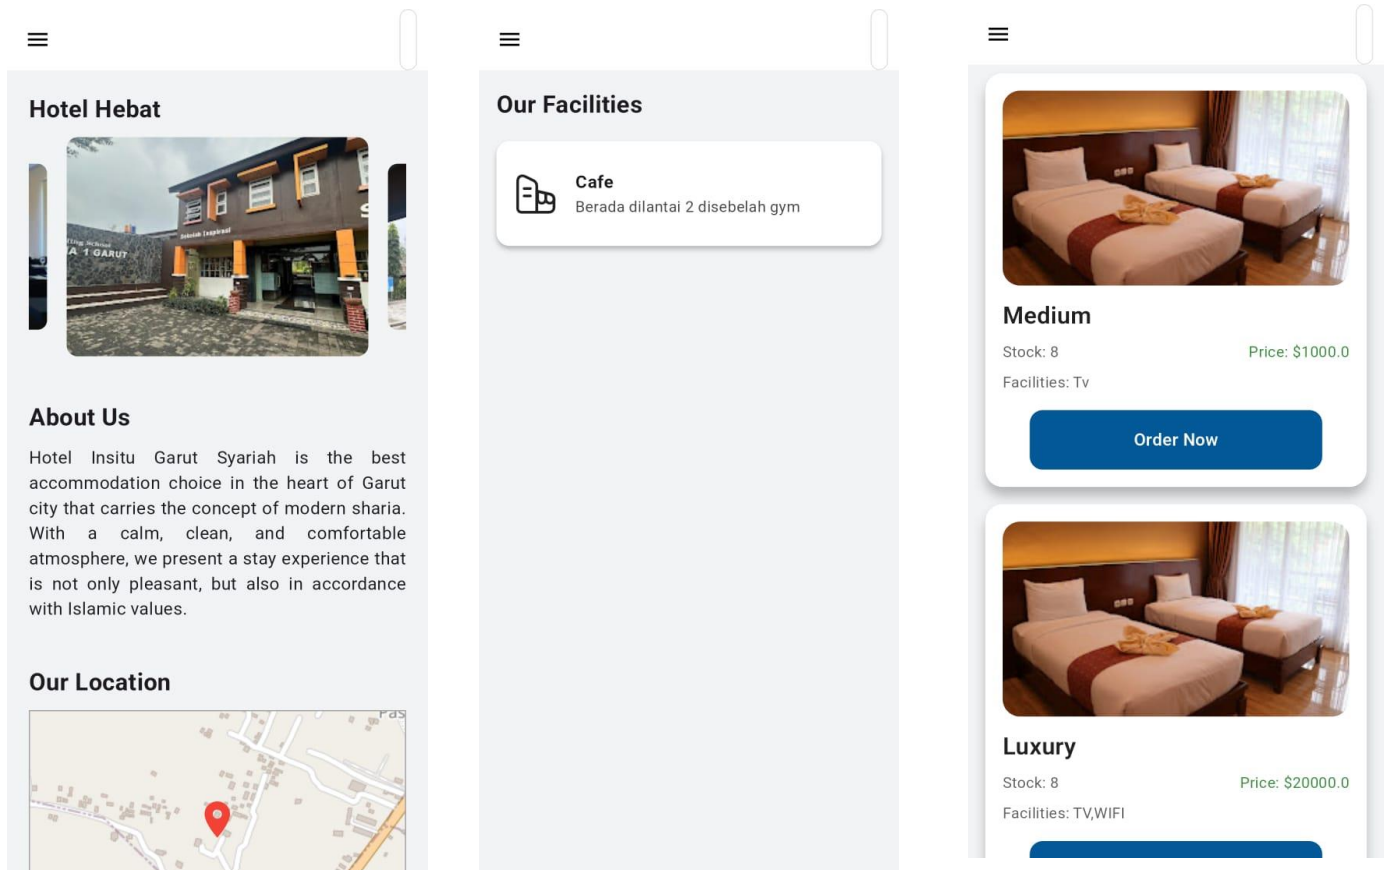 Hotel Hebat
A 1 GARUT
About Us
Hotel Insitu Garut Syariah is the best
accommodation choice in the heart of Garut
city that carries the concept of modern sharia.
With a calm, clean, and comfortable
atmosphere, we present a stay experience that
is not only pleasant, but also in accordance
with Islamic values.
Our Location
Pas
Our Facilities
Cafe
Berada dilantai 2 disebelah gym
Medium
Stock: 8
Price: $1000.0
Facilities: Tv
Order Now
Luxury
Stock: 8
Price: $20000.0
Facilities: TV,WIFI